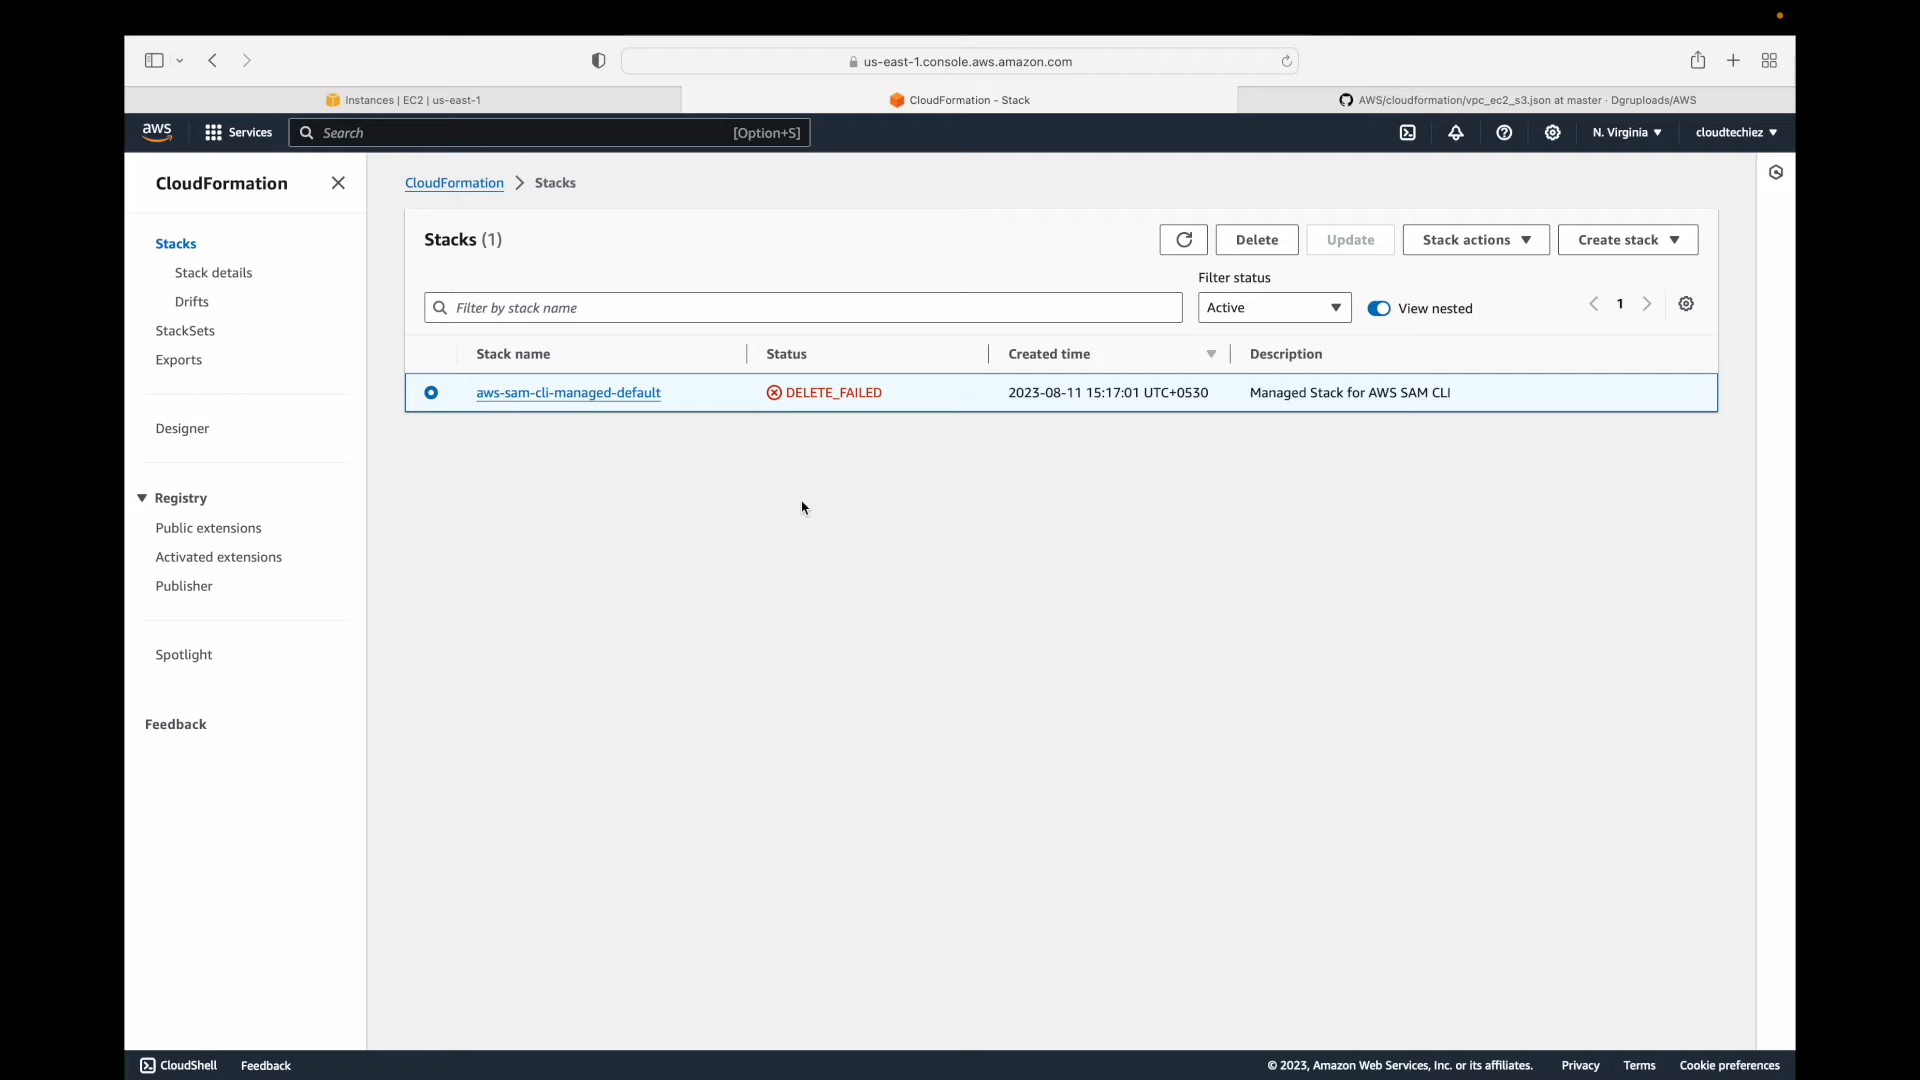 us-east-1.console.aws.amazon.com
Instances | EC2 | us-east-1
CloudFormation - Stack
AWS/cloudformation/vpc_ec2_s3.json at master · Dgruploads/AWS
aws
Services
Search
[Option+S]
N. Virginia
cloudtechiez
CloudFormation
Stacks
Stack details
Drifts
StackSets
Exports
Designer
Registry
Public extensions
Activated extensions
Publisher
Spotlight
Feedback
CloudFormation
Stacks
Stacks (1)
Delete
Update
Stack actions
Create stack
Filter status
Filter by stack name
Active
View nested
1
Stack name
Status
Created time
Description
aws-sam-cli-managed-default
DELETE_FAILED
2023-08-11 15:17:01 UTC+0530
Managed Stack for AWS SAM CLI
CloudShell
Feedback
© 2023, Amazon Web Services, Inc. or its affiliates.
Privacy
Terms
Cookie preferences